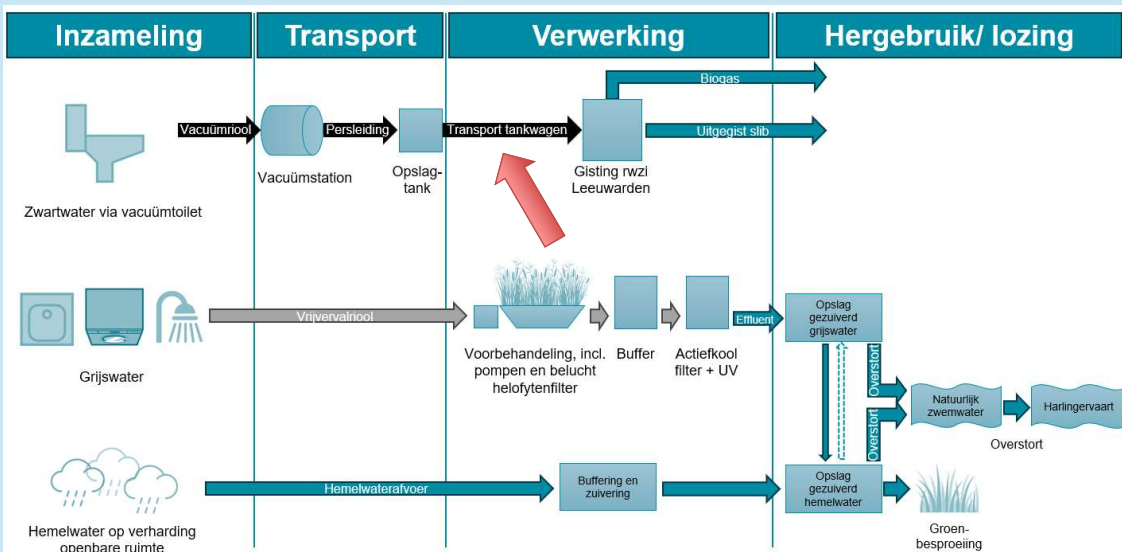 Inzameling
Transport
Verwerking
Hergebruik/ lozing
Biogas
Vacuümriool
Persleiding
Transport tankwagen
Uitgegist slib
Vacuümstation
Opslag-
tank
Gisting rwzi
Leeuwarden
Zwartwater via vacuümtoilet
Vrijvervalriool
Effluent
Opslag
gezuiverd
grijswater
Grijswater
Voorbehandeling, incl.
pompen en belucht
helofytenfilter
Buffer
Actiefkool
filter + UV
Overstort
Overstort
Natuurlijk
zwemwater
Harlingervaart
Overstort
Hemelwaterafvoer
Buffering en
zuivering
Opslag
gezuiverd
hemelwater
Hemelwater op verharding
openbare ruimte
Groen-
besproeiing